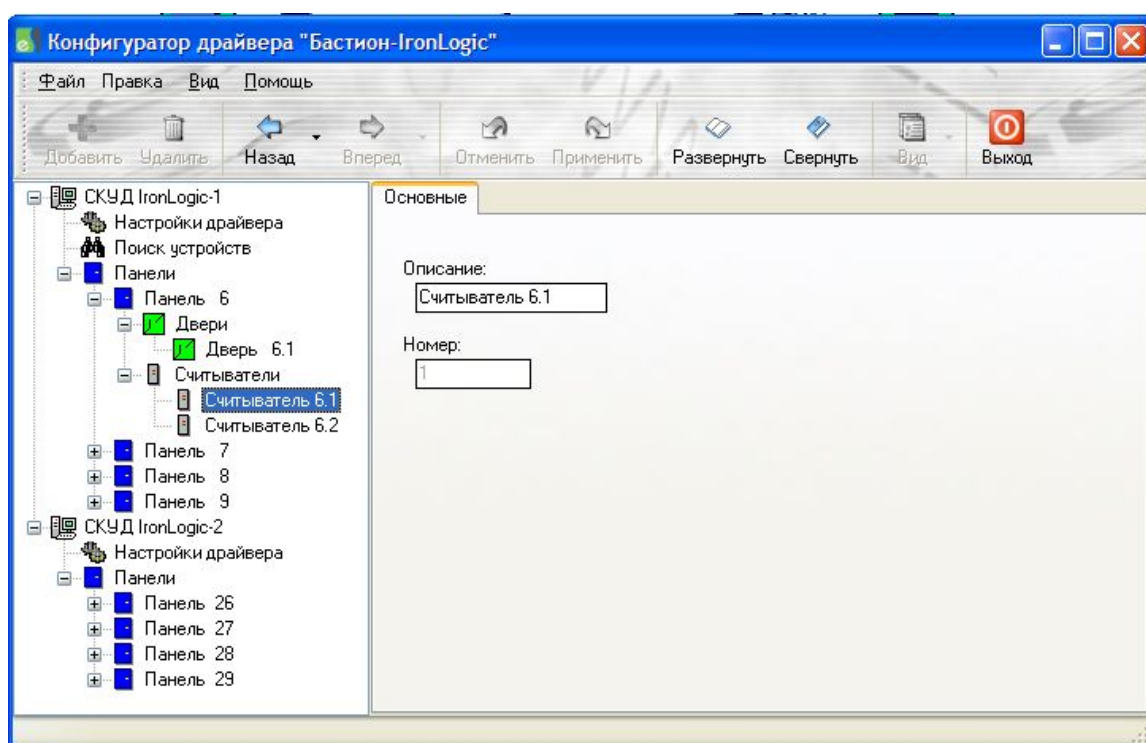 Конфигуратор драйвера "Бастион-IronLogic"
Файл Правка Вид Помощь
Добавить Удалить Назад Вперед Отменить Применить Развернуть Свернуть Вид Выход
СКУД IronLogic-1
Настройки драйвера
Поиск устройств
Панели
Панель 6
Двери
Дверь 6.1
Считыватели
Считыватель 6.1
Считыватель 6.2
Панель 7
Панель 8
Панель 9
СКУД IronLogic-2
Настройки драйвера
Панели
Панель 26
Панель 27
Панель 28
Панель 29
Основные
Описание:
Считыватель 6.1
Номер:
1